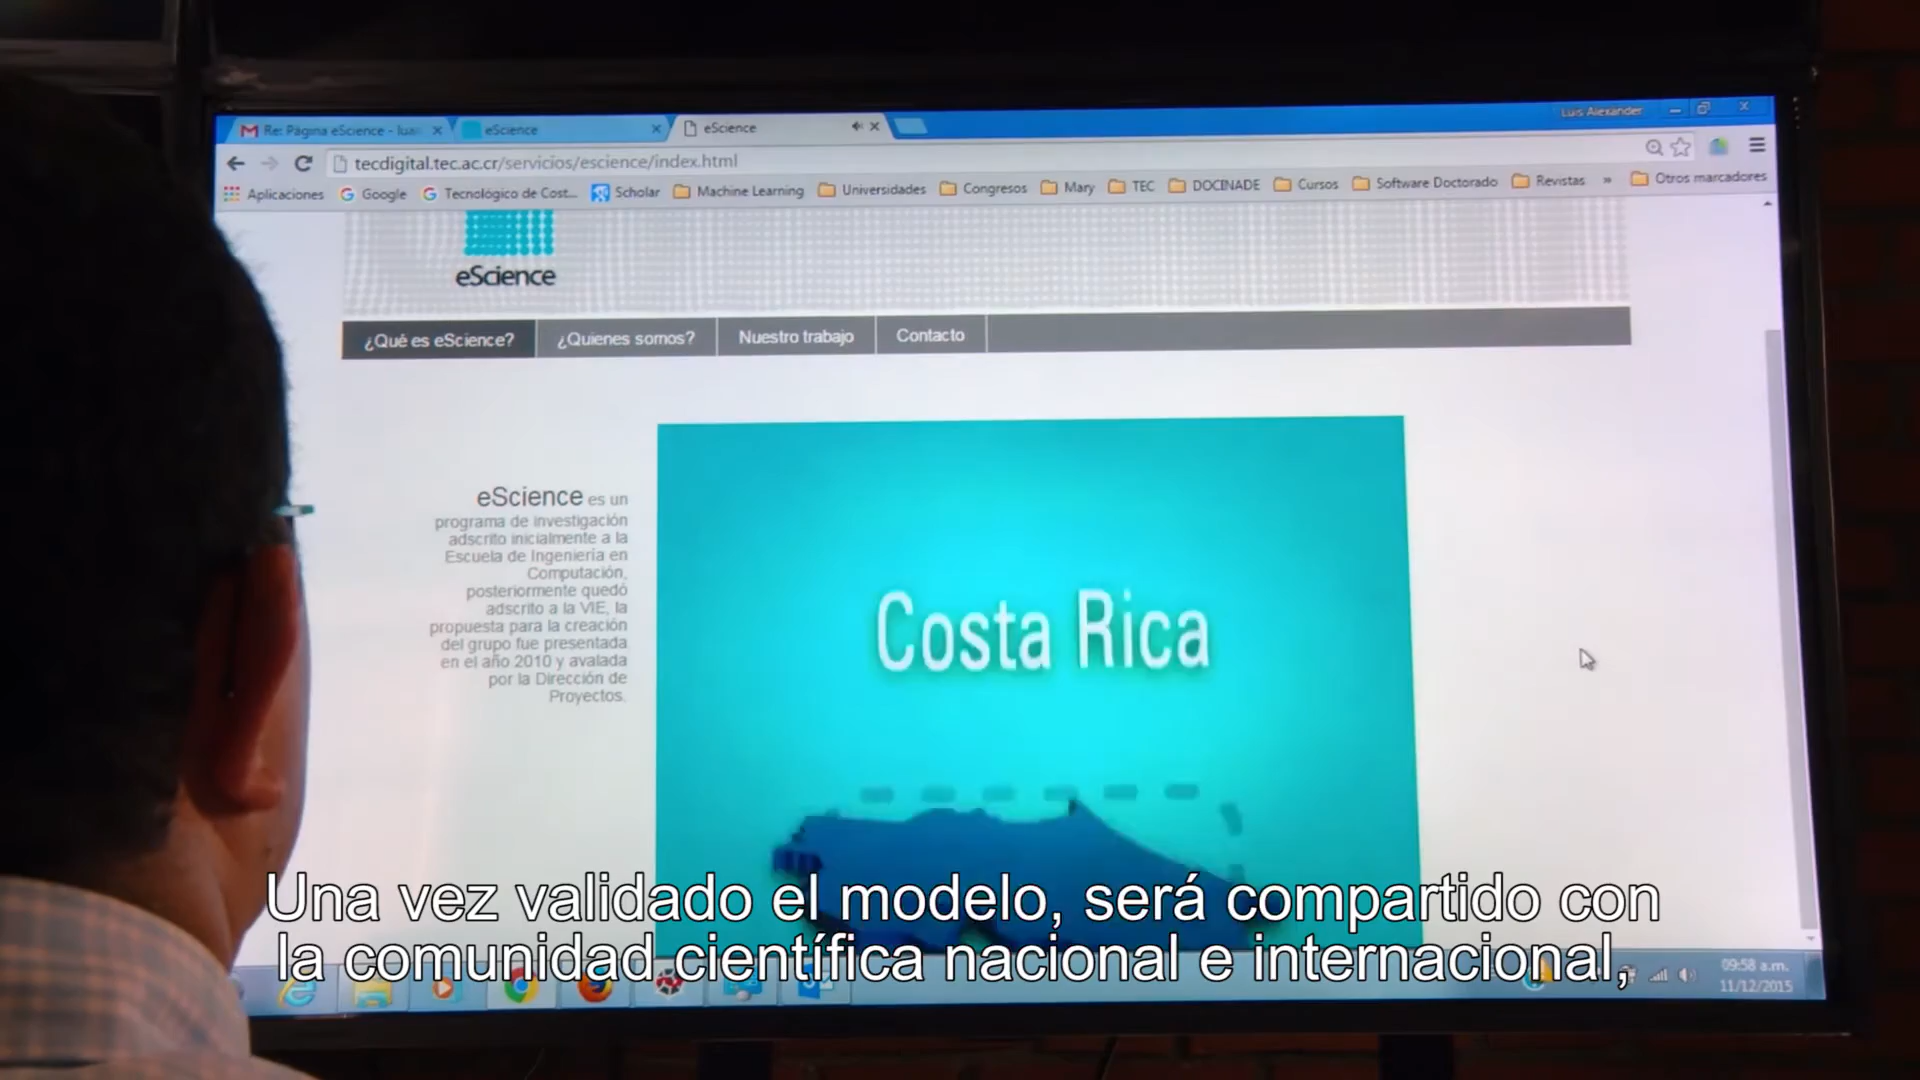 Luis Alexander
Re: Página eScience - lua
eScience
eScience
tecdigital.tec.ac.cr/servicios/escience/index.html
Aplicaciones
Google
Tecnológico de Cost...
Scholar
Machine Learning
Universidades
Congresos
Mary
TEC
DOCINADE
Cursos
Software Doctorado
Revistas
»
Otros marcadores
eScience
¿Qué es eScience?
¿Quienes somos?
Nuestro trabajo
Contacto
eScience es un
programa de investigación
adscrito inicialmente a la
Escuela de Ingeniería en
Computación,
posteriormente quedó
adscrito a la VIE, la
propuesta para la creación
del grupo fue presentada
en el año 2010 y avalada
por la Dirección de
Proyectos.
Costa Rica
Una vez validado el modelo, será compartido con
la comunidad científica nacional e internacional,
09:58 a.m.
11/12/2015